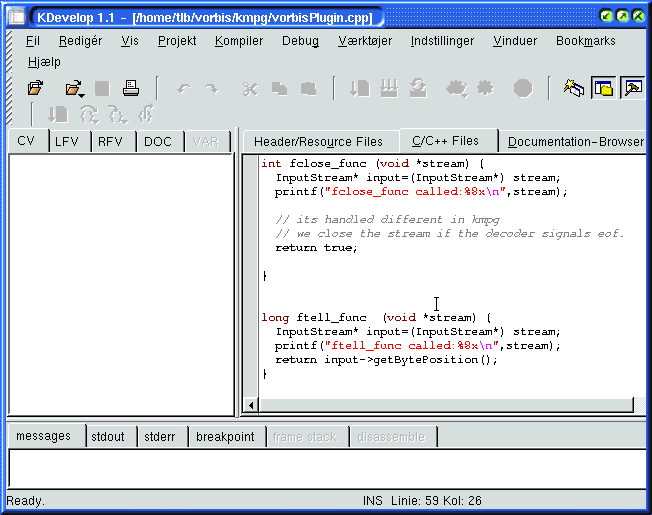 KDevelop 1.1 - [/home/tlb/vorbis/kmpg/vorbisPlugin.cpp]
Fil Redigér Vis Projekt Kompiler Debug Værktøjer Indstillinger Vinduer Bookmarks
Hjælp
CV LFV RFV DOC VAR
Header/Resource Files C/C++ Files Documentation-Browser
int fclose_func (void *stream) {
InputStream* input=(InputStream*) stream;
printf("fclose_func called:%8x\n",stream);
// its handled different in kmpg
// we close the stream if the decoder signals eof.
return true;
}
long ftell_func (void *stream) {
InputStream* input=(InputStream*) stream;
printf("ftell_func called:%8x\n",stream);
return input->getBytePosition();
}
messages stdout stderr breakpoint frame stack disassemble
Ready. INS Linie: 59 Kol: 26